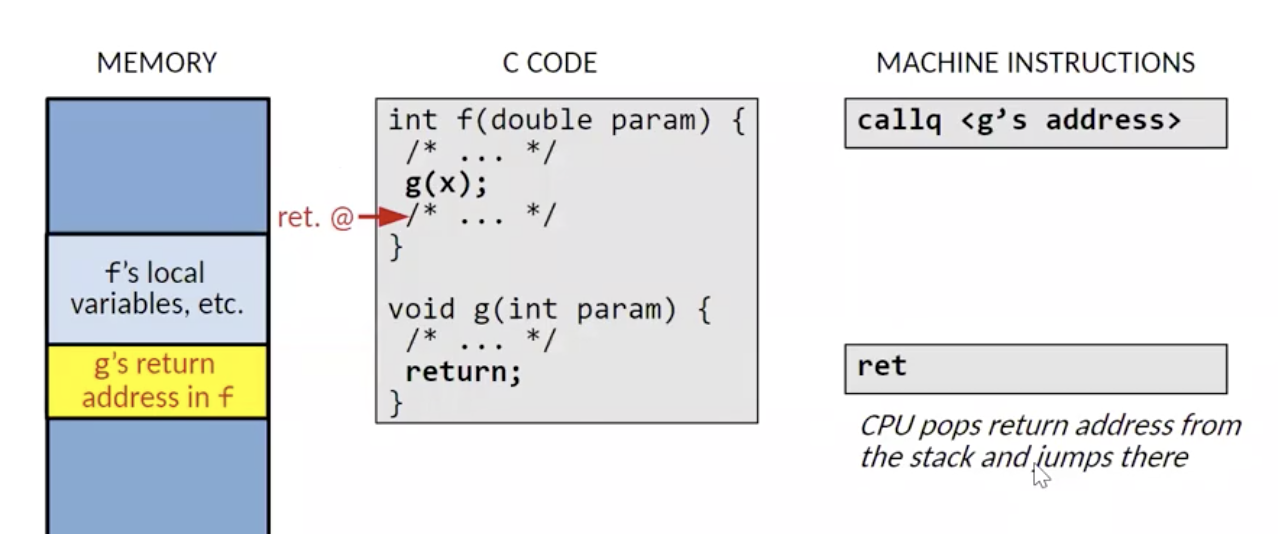 MEMORY
C CODE
MACHINE INSTRUCTIONS
f's local
variables, etc.
g's return
address in f
ret. @
int f(double param) {
/* ... */
g(x);
/* ... */
}
void g(int param) {
/* ... */
return;
}
callq <g’s address>
ret
CPU pops return address from
the stack and jumps there